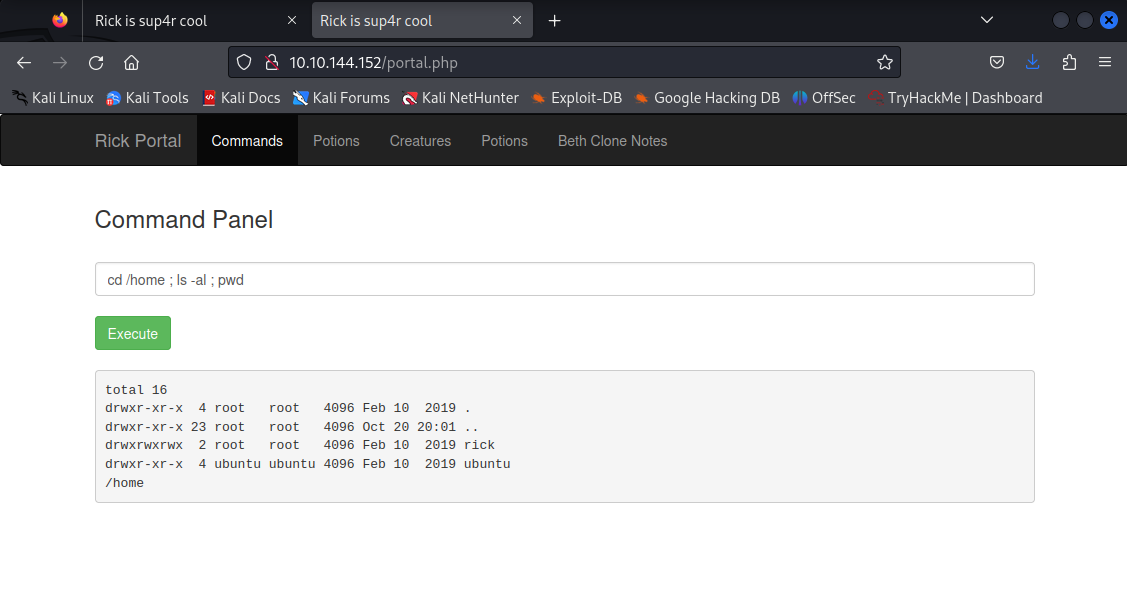 Rick is sup4r cool Rick is sup4r cool
10.10.144.152/portal.php
Kali Linux Kali Tools Kali Docs Kali Forums Kali NetHunter Exploit-DB Google Hacking DB OffSec TryHackMe | Dashboard
Rick Portal Commands Potions Creatures Potions Beth Clone Notes
Command Panel
cd /home ; ls -al ; pwd
Execute
total 16
drwxr-xr-x  4 root   root   4096 Feb 10  2019 .
drwxr-xr-x 23 root   root   4096 Oct 20 20:01 ..
drwxrwxrwx  2 root   root   4096 Feb 10  2019 rick
drwxr-xr-x  4 ubuntu ubuntu 4096 Feb 10  2019 ubuntu
/home